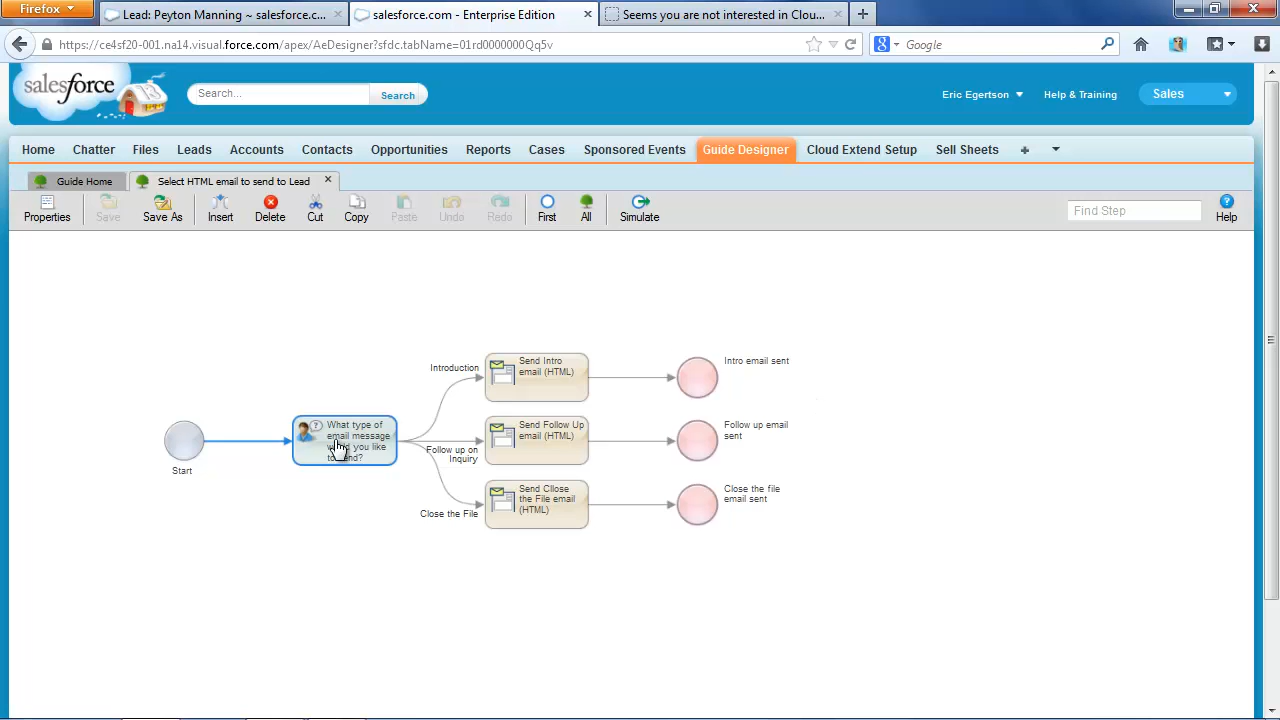 Firefox
Lead: Peyton Manning ~ salesforce.c...
salesforce.com - Enterprise Edition
Seems you are not interested in Clou...
https://ce4sf20-001.na14.visual.force.com/apex/AeDesigner?sfdc.tabName=01rd0000000Qq5v
Google
salesforce
Search...
Search
Eric Egertson
Help & Training
Sales
Home
Chatter
Files
Leads
Accounts
Contacts
Opportunities
Reports
Cases
Sponsored Events
Guide Designer
Cloud Extend Setup
Sell Sheets
Guide Home
Select HTML email to send to Lead
Properties
Save
Save As
Insert
Delete
Cut
Copy
Paste
Undo
Redo
First
All
Simulate
Find Step
Help
Start
What type of
email message
you like
Introduction
Follow up on
Inquiry
Close the File
Send Intro
email (HTML)
Send Follow Up
email (HTML)
Send Cllose
the File email
(HTML)
Intro email sent
Follow up email
sent
Close the file
email sent